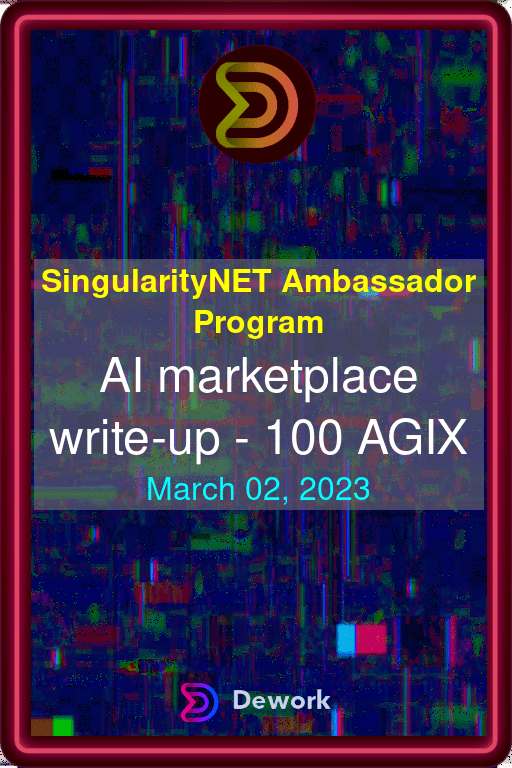 SingularityNET Ambassador
Program
AI marketplace
write-up - 100 AGIX
March 02, 2023
Dework